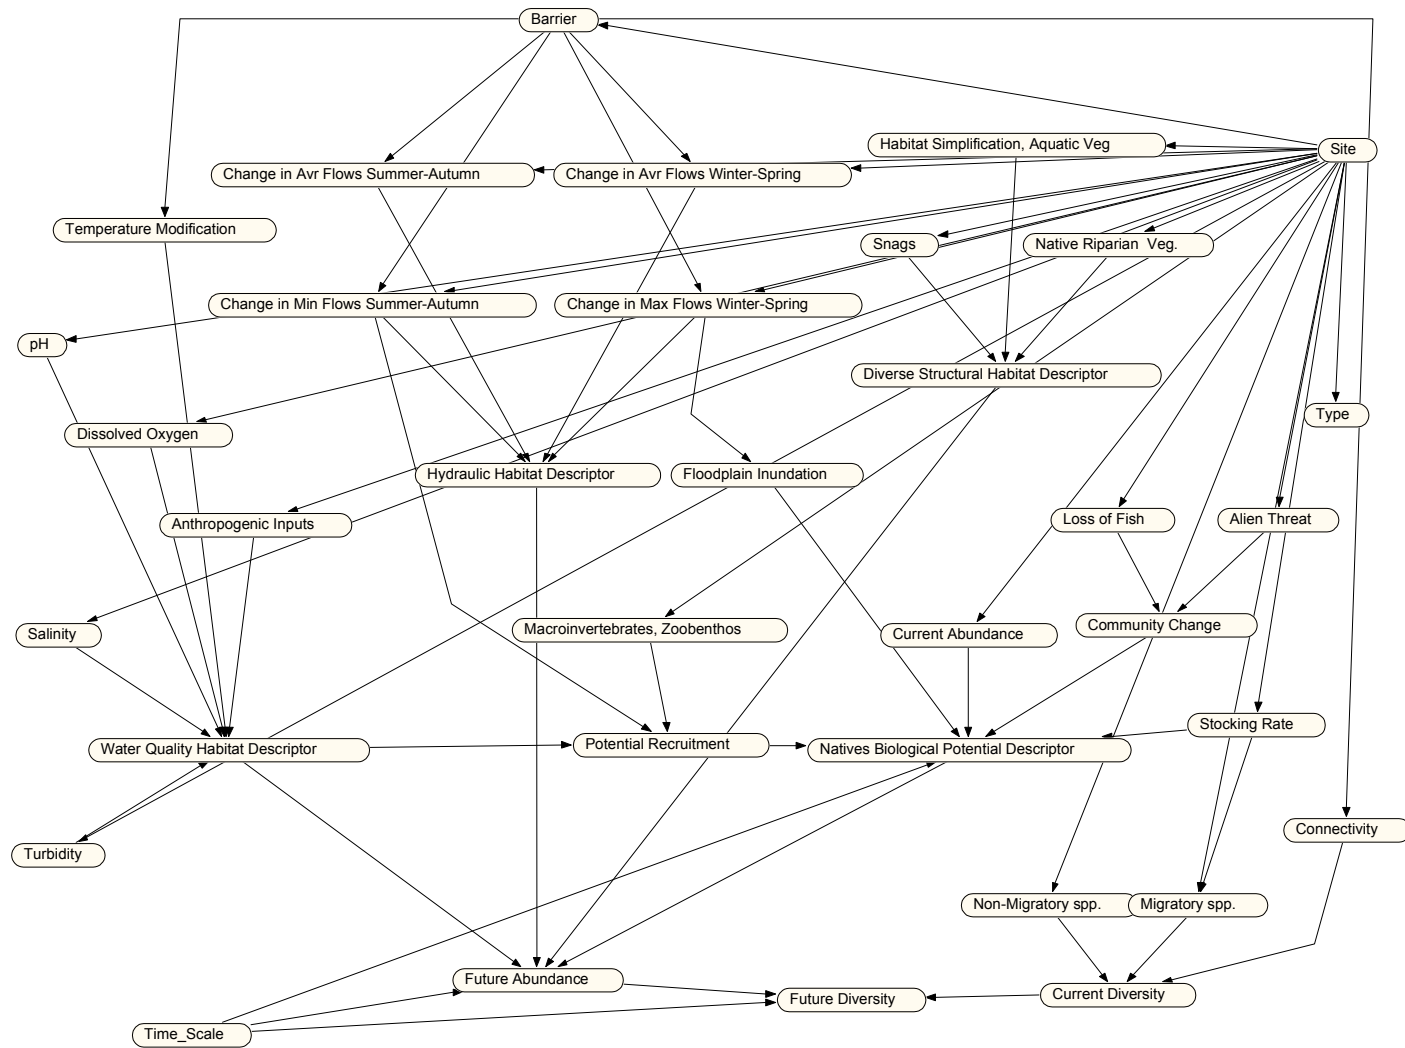 Barrier
Habitat Simplification, Aquatic Veg
Site
Change in Avr Flows Summer-Autumn
Change in Avr Flows Winter-Spring
Temperature Modification
Snags
Native Riparian  Veg.
Change in Min Flows Summer-Autumn
Change in Max Flows Winter-Spring
pH
Diverse Structural Habitat Descriptor
Type
Dissolved Oxygen
Hydraulic Habitat Descriptor
Floodplain Inundation
Anthropogenic Inputs
Loss of Fish
Alien Threat
Salinity
Macroinvertebrates, Zoobenthos
Current Abundance
Community Change
Stocking Rate
Water Quality Habitat Descriptor
Potential Recruitment
Natives Biological Potential Descriptor
Connectivity
Turbidity
Non-Migratory spp.
Migratory spp.
Future Abundance
Future Diversity
Current Diversity
Time_Scale